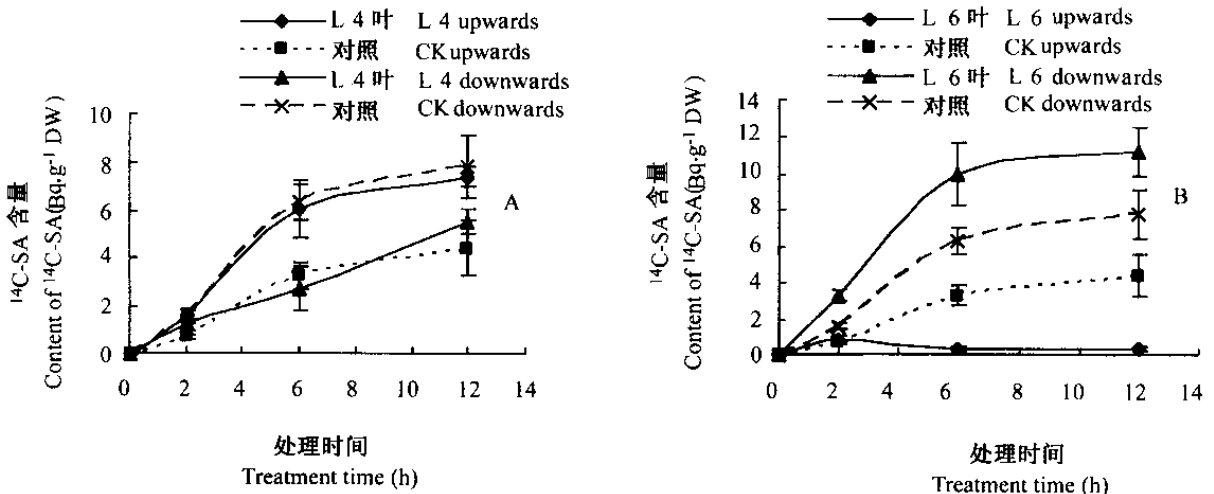 L 4 叶 L 4 upwards
对照 CK upwards
L 4 叶 L 4 downwards
对照 CK downwards
10
8
6
4
2
0
¹⁴C-SA 含量
Content of ¹⁴C-SA(Bq.g⁻¹ DW)
A
0 2 4 6 8 10 12 14
处理时间
Treatment time (h)
L 6 叶 L 6 upwards
对照 CK upwards
L 6 叶 L 6 downwards
对照 CK downwards
14
12
10
8
6
4
2
0
¹⁴C-SA 含量
Content of ¹⁴C-SA(Bq.g⁻¹ DW)
B
0 2 4 6 8 10 12 14
处理时间
Treatment time (h)